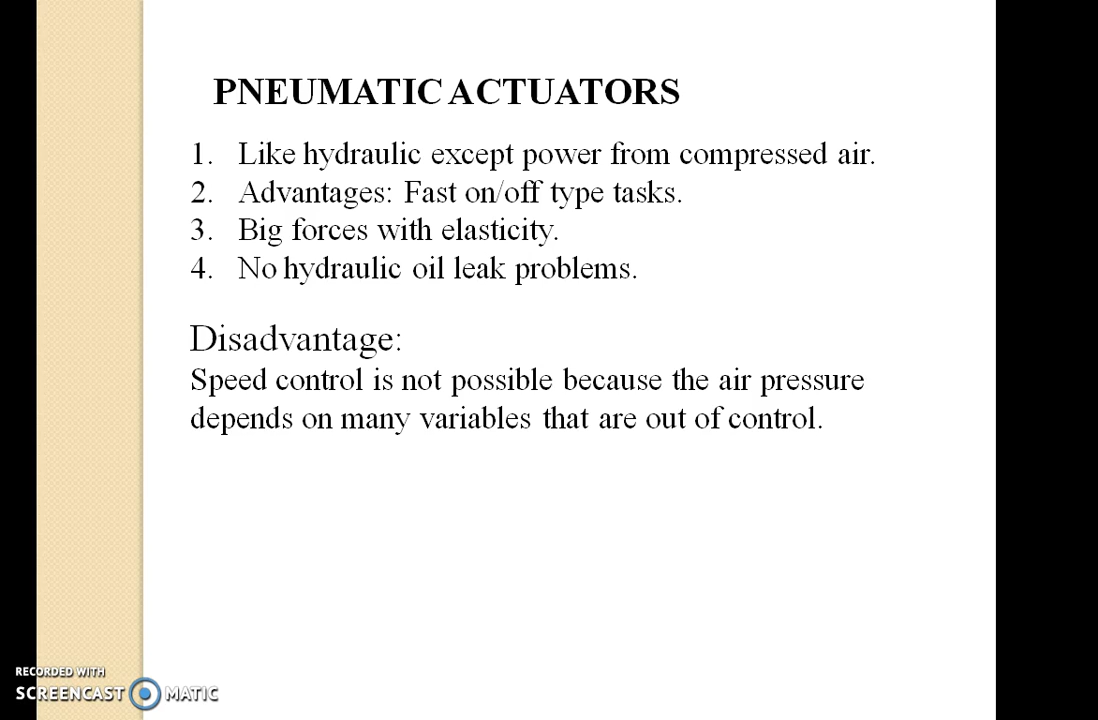 PNEUMATIC ACTUATORS
1. Like hydraulic except power from compressed air.
2. Advantages: Fast on/off type tasks.
3. Big forces with elasticity.
4. No hydraulic oil leak problems.
Disadvantage:
Speed control is not possible because the air pressure
depends on many variables that are out of control.
RECORDED WITH
SCREENCAST MATIC